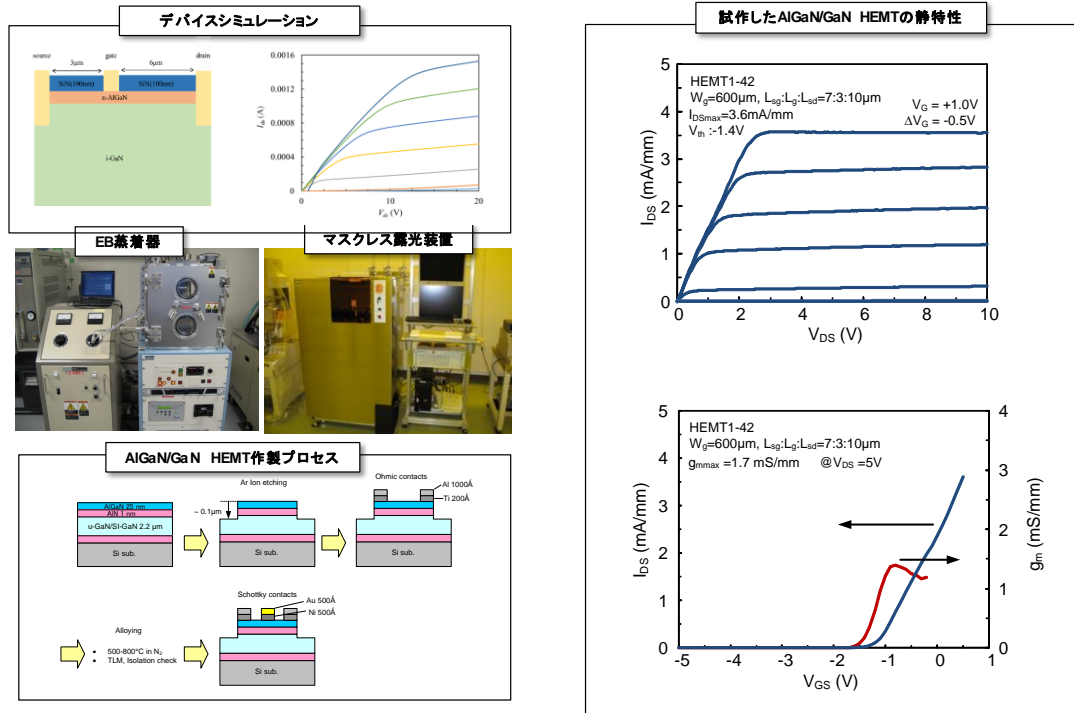 デバイスシミュレーション
source
3μm
gate
6μm
drain
SiN(100nm)
SiN(100nm)
n-AlGaN
i-GaN
0.0016
0.0012
0.0008
0.0004
0
0.0
5.0
10
15
20
I_ds (A)
V_ds (V)
EB蒸着器
マスクレス露光装置
AlGaN/GaN HEMT作製プロセス
AlGaN 25 nm
AlN 1 nm
u-GaN/SI-GaN 2.2 μm
Si sub.
Ar Ion etching
~ 0.1μm
Si sub.
Ohmic contacts
Al 1000Å
Ti 200Å
Si sub.
Alloying
• 500-800°C in N₂
• TLM, Isolation check
Schottky contacts
Au 500Å
Ni 500Å
Si sub.
試作したAlGaN/GaN HEMTの静特性
HEMT1-42
W_g=600μm, L_sg:L_g:L_sd=7:3:10μm
I_DSmax=3.6mA/mm
V_th :-1.4V
V_G = +1.0V
ΔV_G = -0.5V
5
4
3
2
1
0
0
2
4
6
8
10
I_DS (mA/mm)
V_DS (V)
HEMT1-42
W_g=600μm, L_sg:L_g:L_sd=7:3:10μm
g_mmax =1.7 mS/mm @V_DS =5V
5
4
3
2
1
0
4
3
2
1
0
-5
-4
-3
-2
-1
0
1
I_DS (mA/mm)
g_m (mS/mm)
V_GS (V)